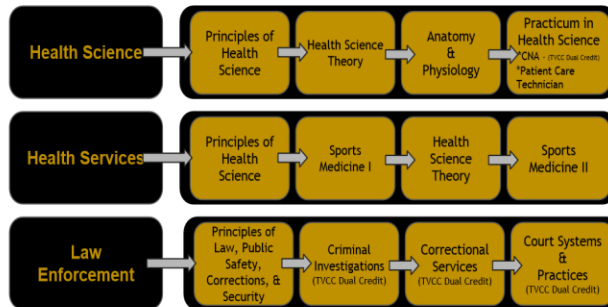 Health Science
Principles of
Health
Science
Health Science
Theory
Anatomy
&
Physiology
Practicum in
Health Science
*CNA - (TVCC Dual Credit)
*Patient Care
Technician
Health Services
Principles of
Health
Science
Sports
Medicine I
Health
Science
Theory
Sports
Medicine II
Law
Enforcement
Principles
of Law, Public
Safety,
Corrections, &
Security
Criminal
Investigations
(TVCC Dual Credit)
Correctional
Services
(TVCC Dual Credit)
Court Systems
&
Practices
(TVCC Dual Credit)